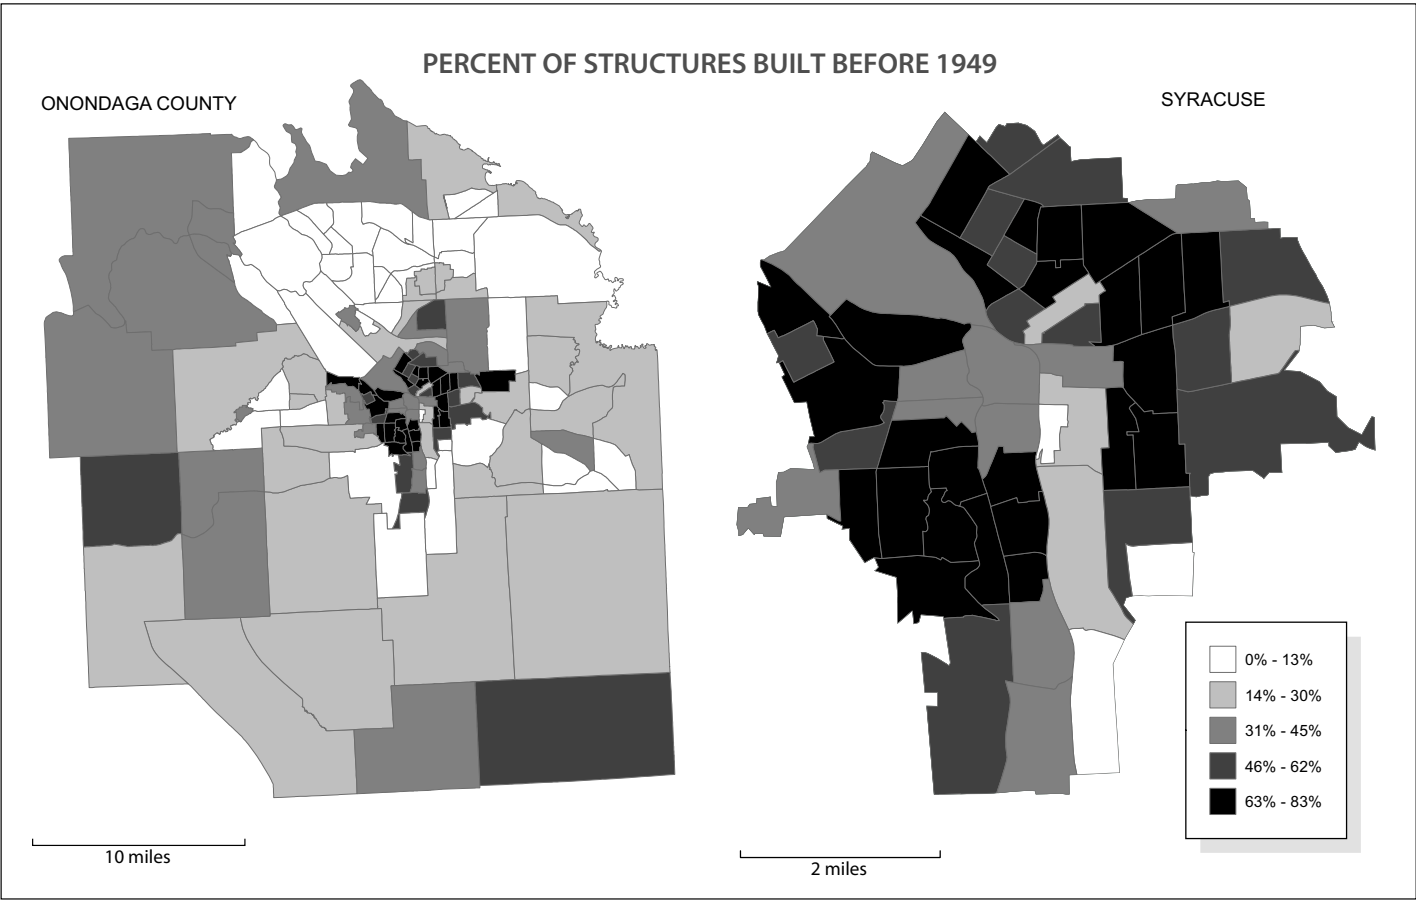 PERCENT OF STRUCTURES BUILT BEFORE 1949
ONONDAGA COUNTY
SYRACUSE
0% - 13%
14% - 30%
31% - 45%
46% - 62%
63% - 83%
10 miles
2 miles